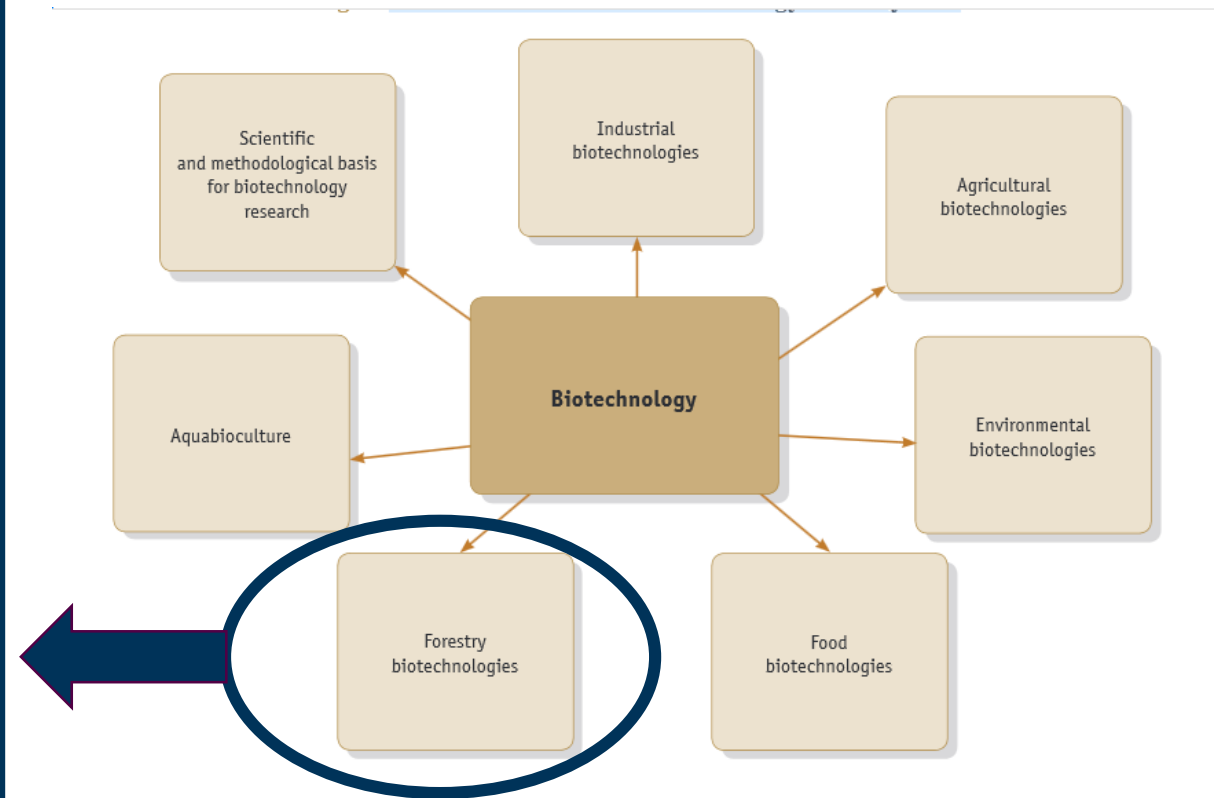 Scientific
and methodological basis
for biotechnology
research
Industrial
biotechnologies
Agricultural
biotechnologies
Biotechnology
Aquabioculture
Environmental
biotechnologies
Forestry
biotechnologies
Food
biotechnologies